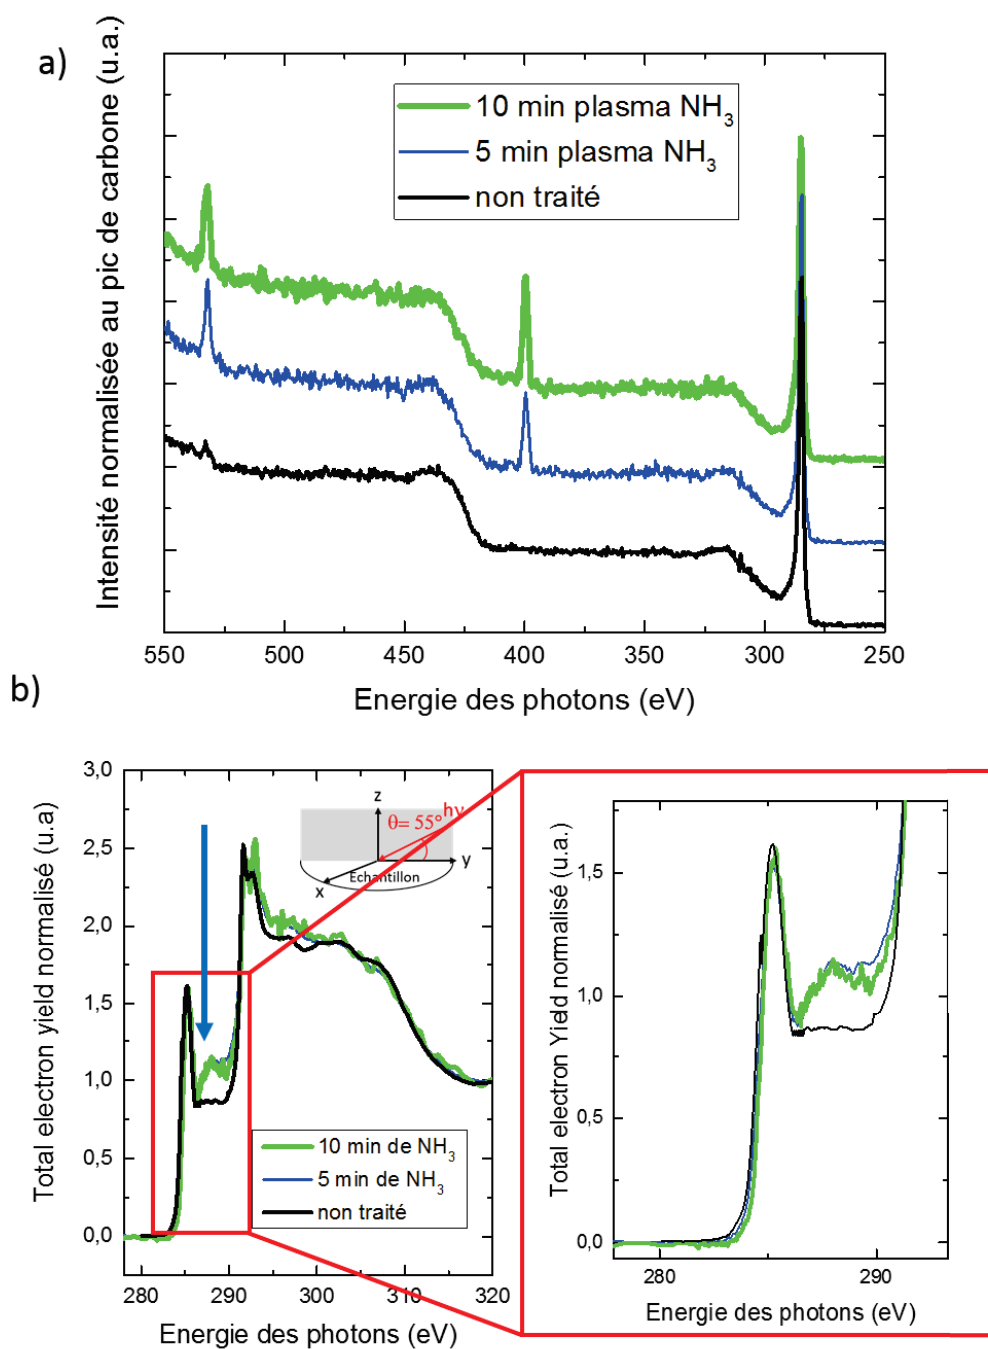 a)
Intensité normalisée au pic de carbone (u.a.)
10 min plasma NH₃
5 min plasma NH₃
non traité
550 500 450 400 350 300 250
Energie des photons (eV)
b)
Total electron yield normalisé (u.a)
3,0
2,5
2,0
1,5
1,0
0,5
0,0
z
hν
θ= 55°
y
x
Echantillon
10 min de NH₃
5 min de NH₃
non traité
280 290 300 310 320
Energie des photons (eV)
Total electron Yield normalisé (u.a.)
1,5
1,0
0,5
0,0
280 290
Energie des photons (eV)